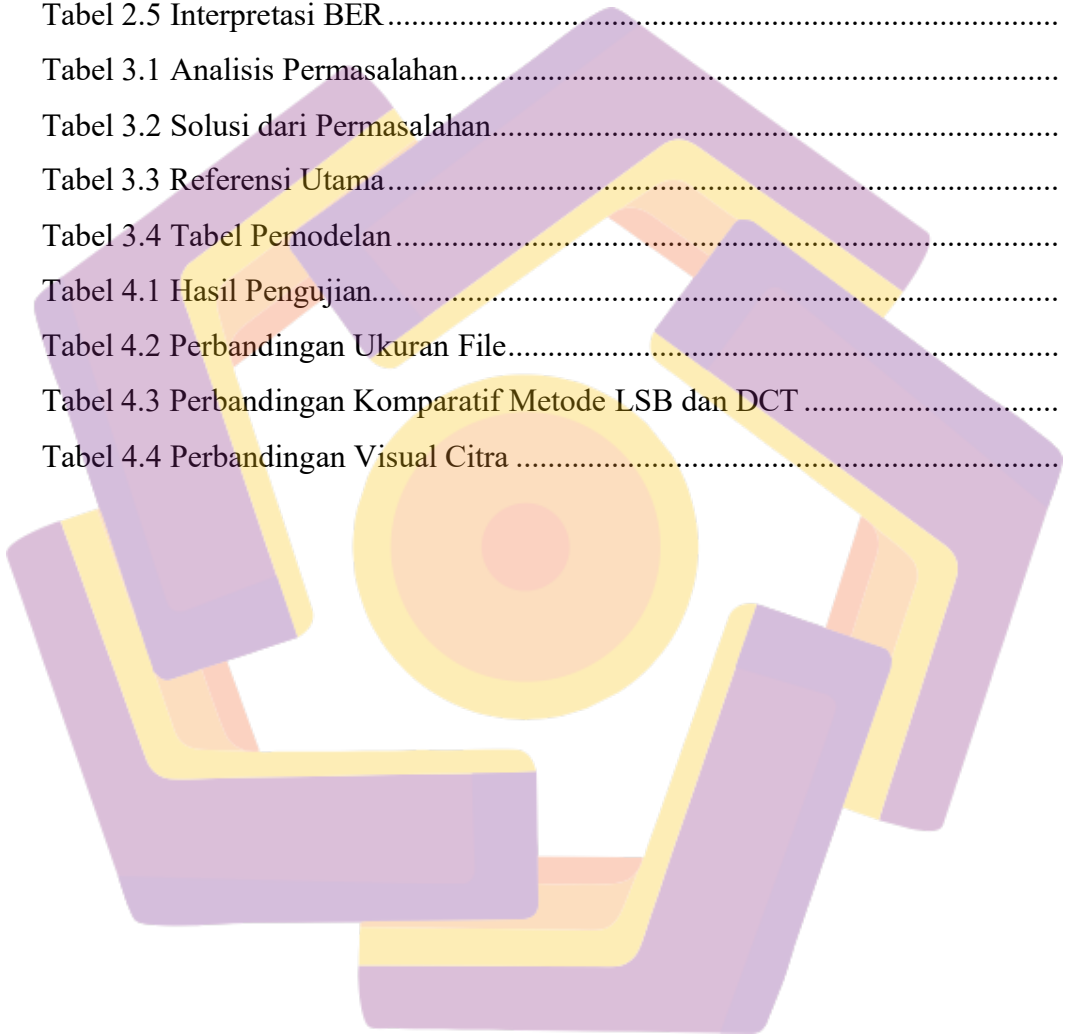 Tabel 2.5 Interpretasi BER................................................................
Tabel 3.1 Analisis Permasalahan................................................................
Tabel 3.2 Solusi dari Permasalahan................................................................
Tabel 3.3 Referensi Utama................................................................
Tabel 3.4 Tabel Pemodelan................................................................
Tabel 4.1 Hasil Pengujian................................................................
Tabel 4.2 Perbandingan Ukuran File................................................................
Tabel 4.3 Perbandingan Komparatif Metode LSB dan DCT ................................
Tabel 4.4 Perbandingan Visual Citra ................................................................